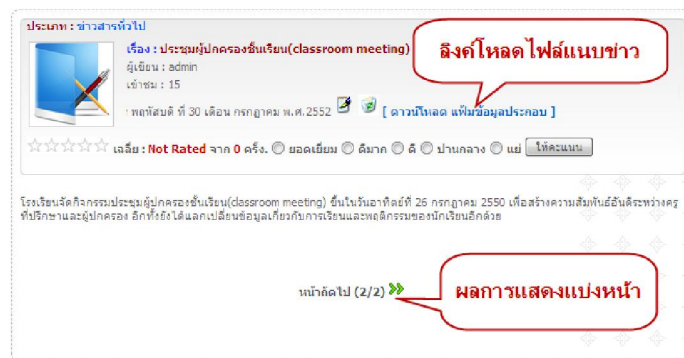 ประเภท : ข่าวสารทั่วไป
เรื่อง : ประชุมผู้ปกครองชั้นเรียน(classroom meeting)
ผู้เขียน : admin
เข้าชม : 15
: พฤหัสบดี ที่ 30 เดือน กรกฎาคม พ.ศ.2552 [ ดาวน์โหลด แฟ้มข้อมูลประกอบ ]
ลิงค์โหลดไฟล์แนบข่าว
เฉลี่ย : Not Rated จาก 0 ครั้ง. ยอดเยี่ยม ดีมาก ดี ปานกลาง แย่ ให้คะแนน
โรงเรียนจัดกิจกรรมประชุมผู้ปกครองชั้นเรียน(classroom meeting) ขึ้นในวันอาทิตย์ที่ 26 กรกฎาคม 2550 เพื่อสร้างความสัมพันธ์อันดีระหว่างครู
ที่ปรึกษาและผู้ปกครอง อีกทั้งยังได้แลกเปลี่ยนข้อมูลเกี่ยวกับการเรียนและพฤติกรรมของนักเรียนอีกด้วย
หน้าถัดไป (2/2)
ผลการแสดงแบ่งหน้า